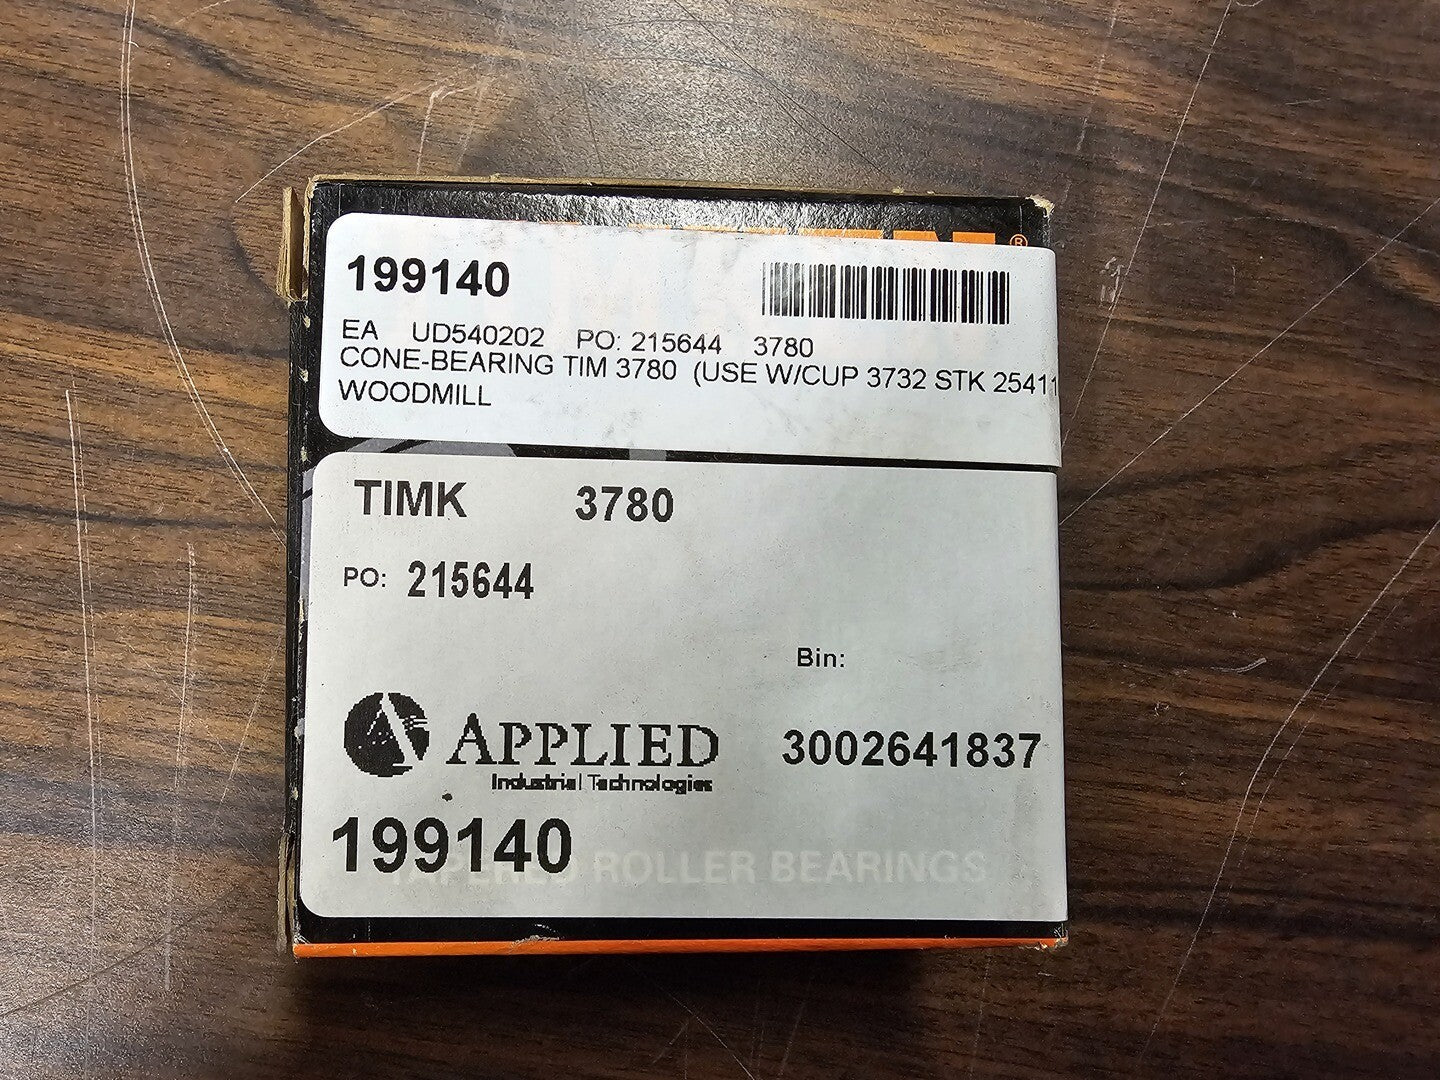 ®
199140
EA UD540202 PO: 215644 3780
CONE-BEARING TIM 3780 (USE W/CUP 3732 STK 25411
WOODMILL
TIMK 3780
PO: 215644
Bin:
APPLIED 3002641837
Industrial Technologies
199140
TAPERED ROLLER BEARINGS